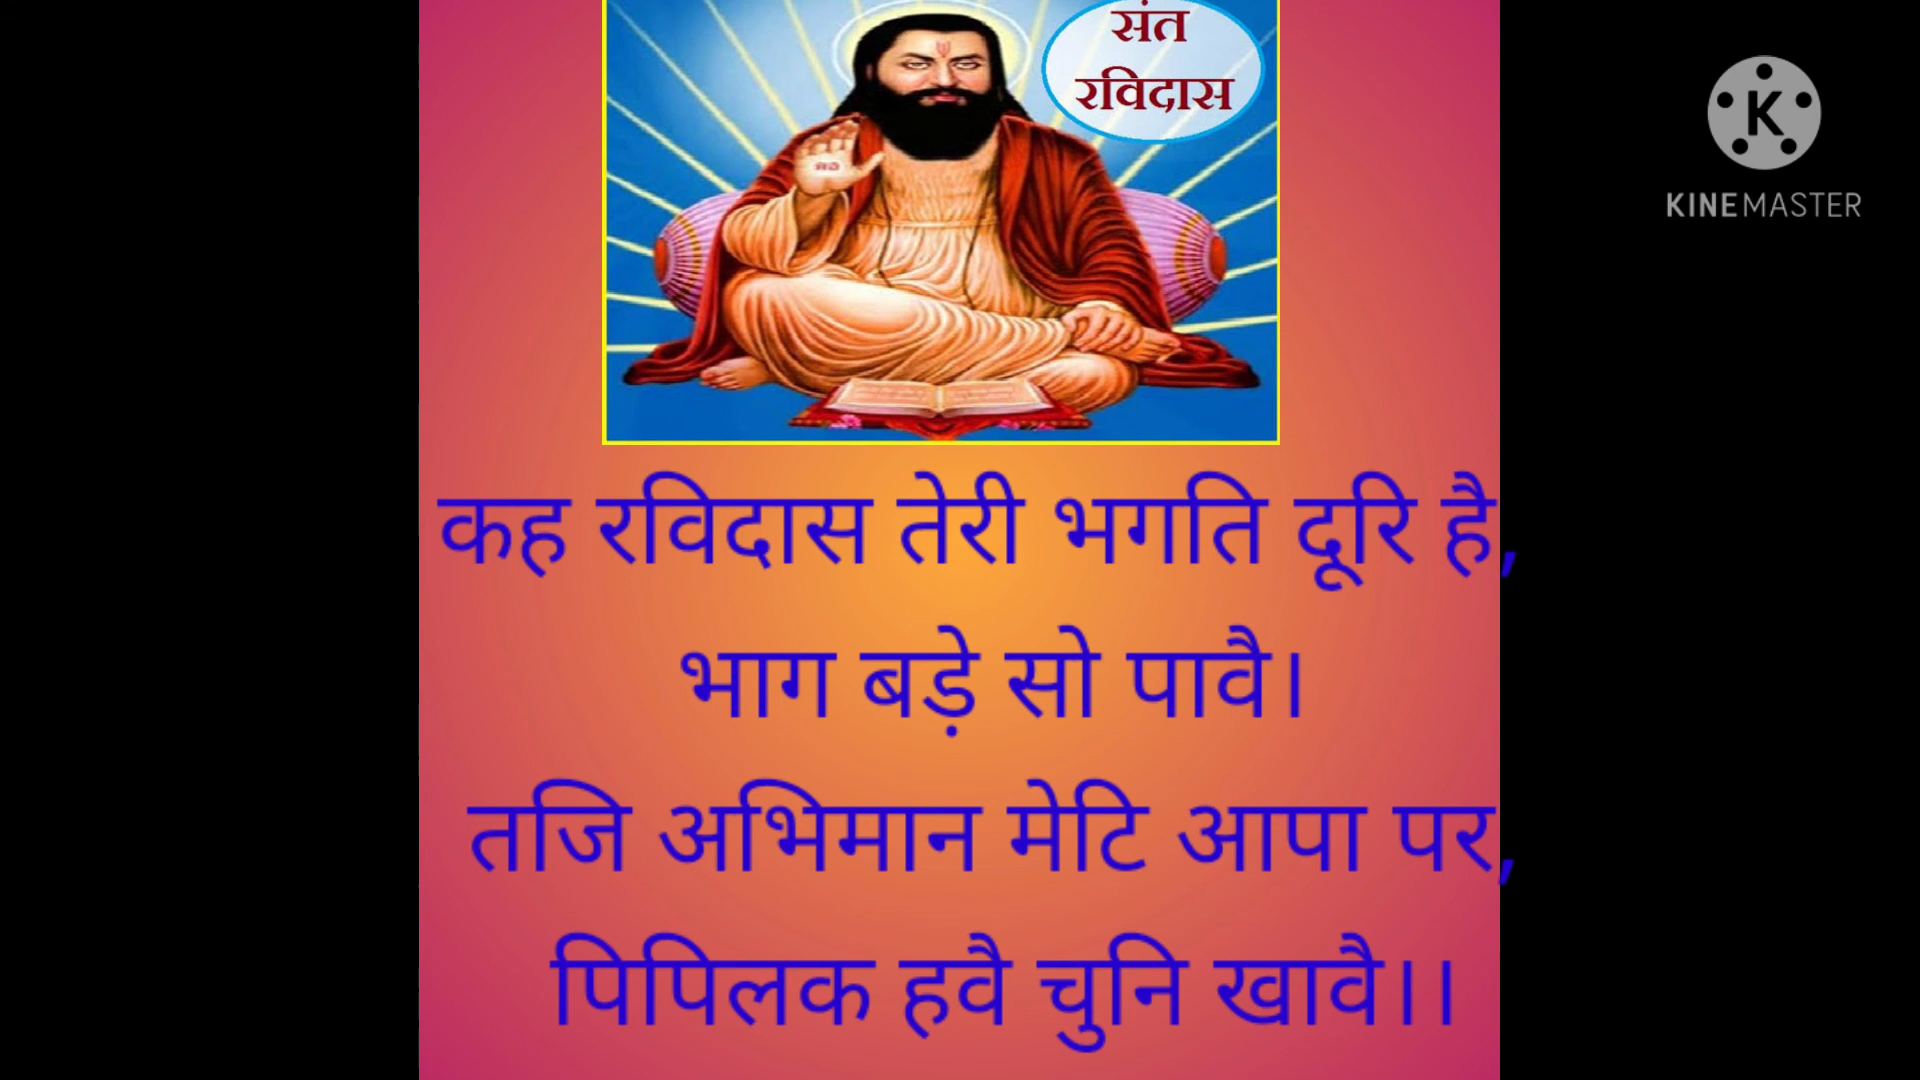 संत
रविदास
KINEMASTER
कह रविदास तेरी भगति दूरि है,
भाग बड़े सो पावै।
तजि अभिमान मेटि आपा पर,
पिपिलक हवै चुनि खावै।।